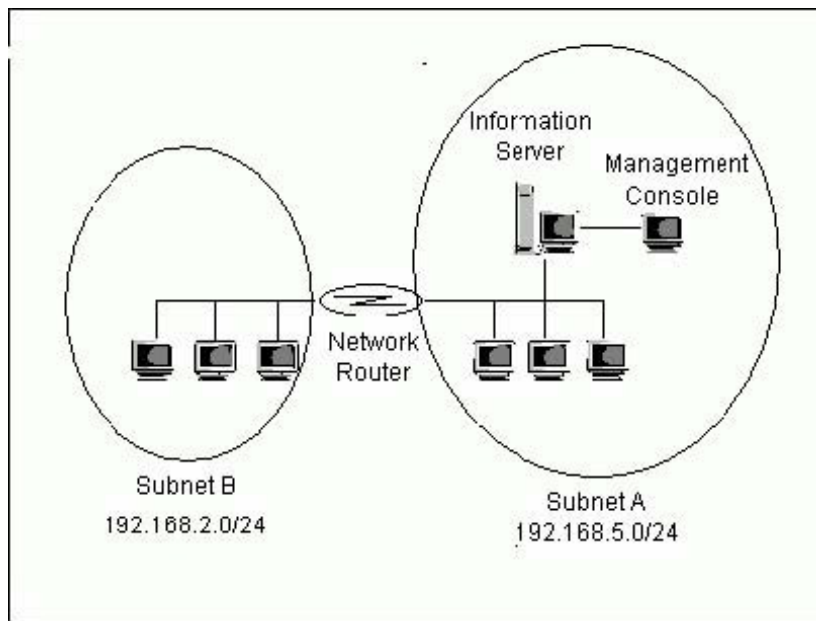 Information
Server
Management
Console
Network
Router
Subnet B
192.168.2.0/24
Subnet A
192.168.5.0/24